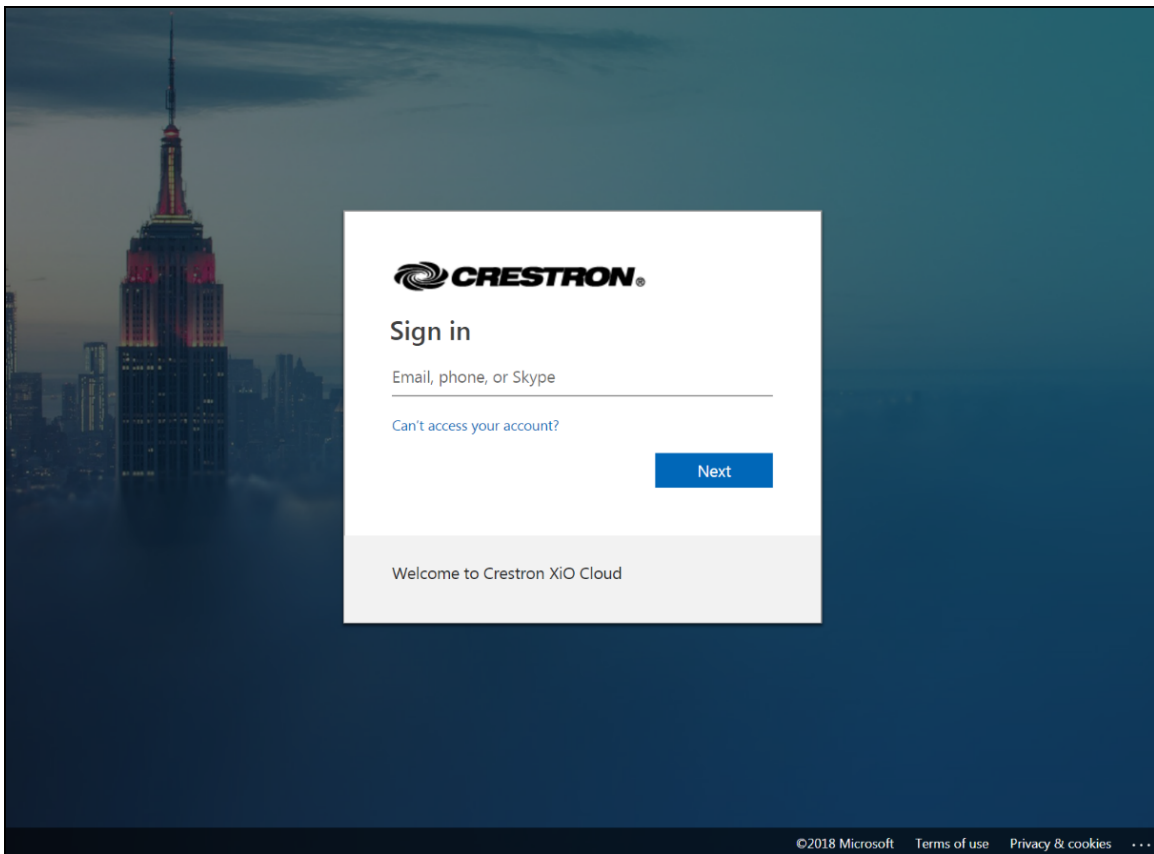 CRESTRON®
Sign in
Email, phone, or Skype
Can't access your account?
Next
Welcome to Crestron XiO Cloud
©2018 Microsoft Terms of use Privacy & cookies ...